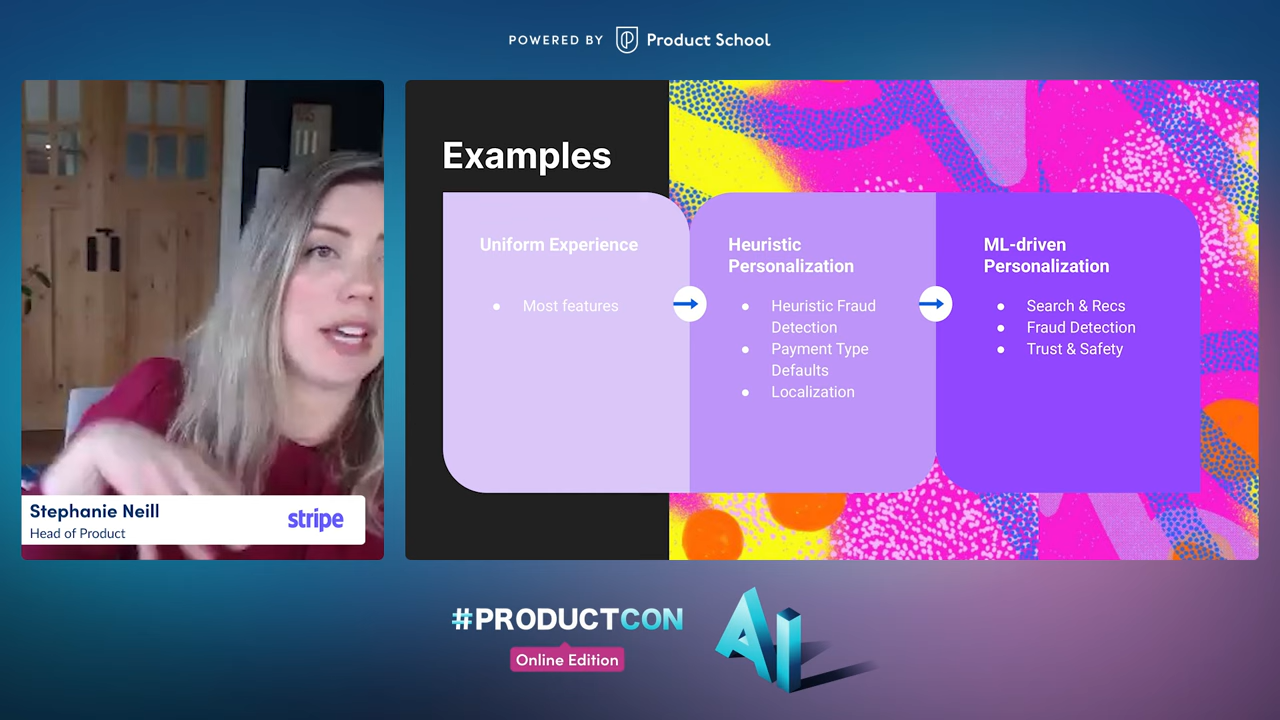 POWERED BY Product School
Examples
Uniform Experience
Most features
Heuristic
Personalization
Heuristic Fraud
Detection
Payment Type
Defaults
Localization
ML-driven
Personalization
Search & Recs
Fraud Detection
Trust & Safety
Stephanie Neill
Head of Product
stripe
#PRODUCTCON
Online Edition
AI